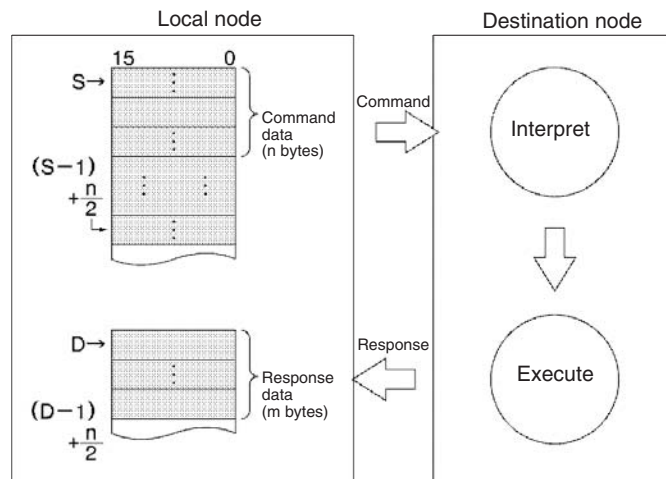 Local node
Destination node
15 0
S→
Command
data
(n bytes)
(S−1)
+n/2
Command
Interpret
D→
Response
data
(m bytes)
(D−1)
+n/2
Response
Execute